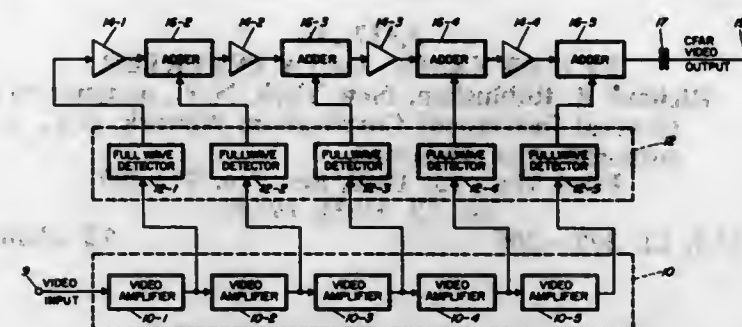 14-1 16-2 14-2 16-3 14-3 16-4 14-4 16-5 17
ADDER ADDER ADDER ADDER CFAR
VIDEO
OUTPUT
FULL WAVE
DETECTOR
12-1
FULLWAVE
DETECTOR
12-2
FULLWAVE
DETECTOR
12-3
FULLWAVE
DETECTOR
12-4
FULLWAVE
DETECTOR
12-5
12
9
VIDEO
INPUT
VIDEO
AMPLIFIER
10-1
VIDEO
AMPLIFIER
10-2
VIDEO
AMPLIFIER
10-3
VIDEO
AMPLIFIER
10-4
VIDEO
AMPLIFIER
10-5
10